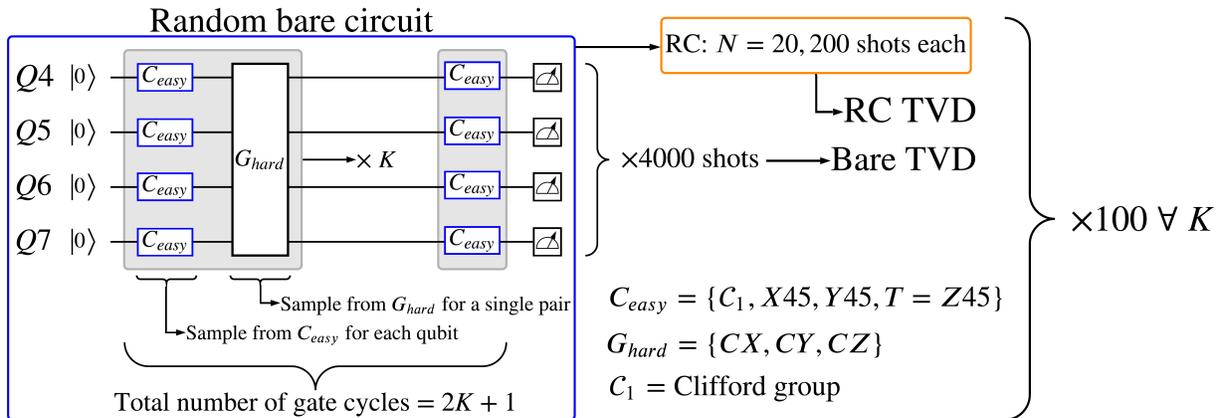 Random bare circuit
RC: N = 20, 200 shots each
Q4 |0⟩ C_easy C_easy
Q5 |0⟩ C_easy C_easy
Q6 |0⟩ C_easy C_easy
Q7 |0⟩ C_easy C_easy
G_hard
× K
RC TVD
×4000 shots
Bare TVD
×100 ∀ K
Sample from G_hard for a single pair
Sample from C_easy for each qubit
Total number of gate cycles = 2K + 1
C_easy = {𝒞_1, X45, Y45, T = Z45}
G_hard = {CX, CY, CZ}
𝒞_1 = Clifford group